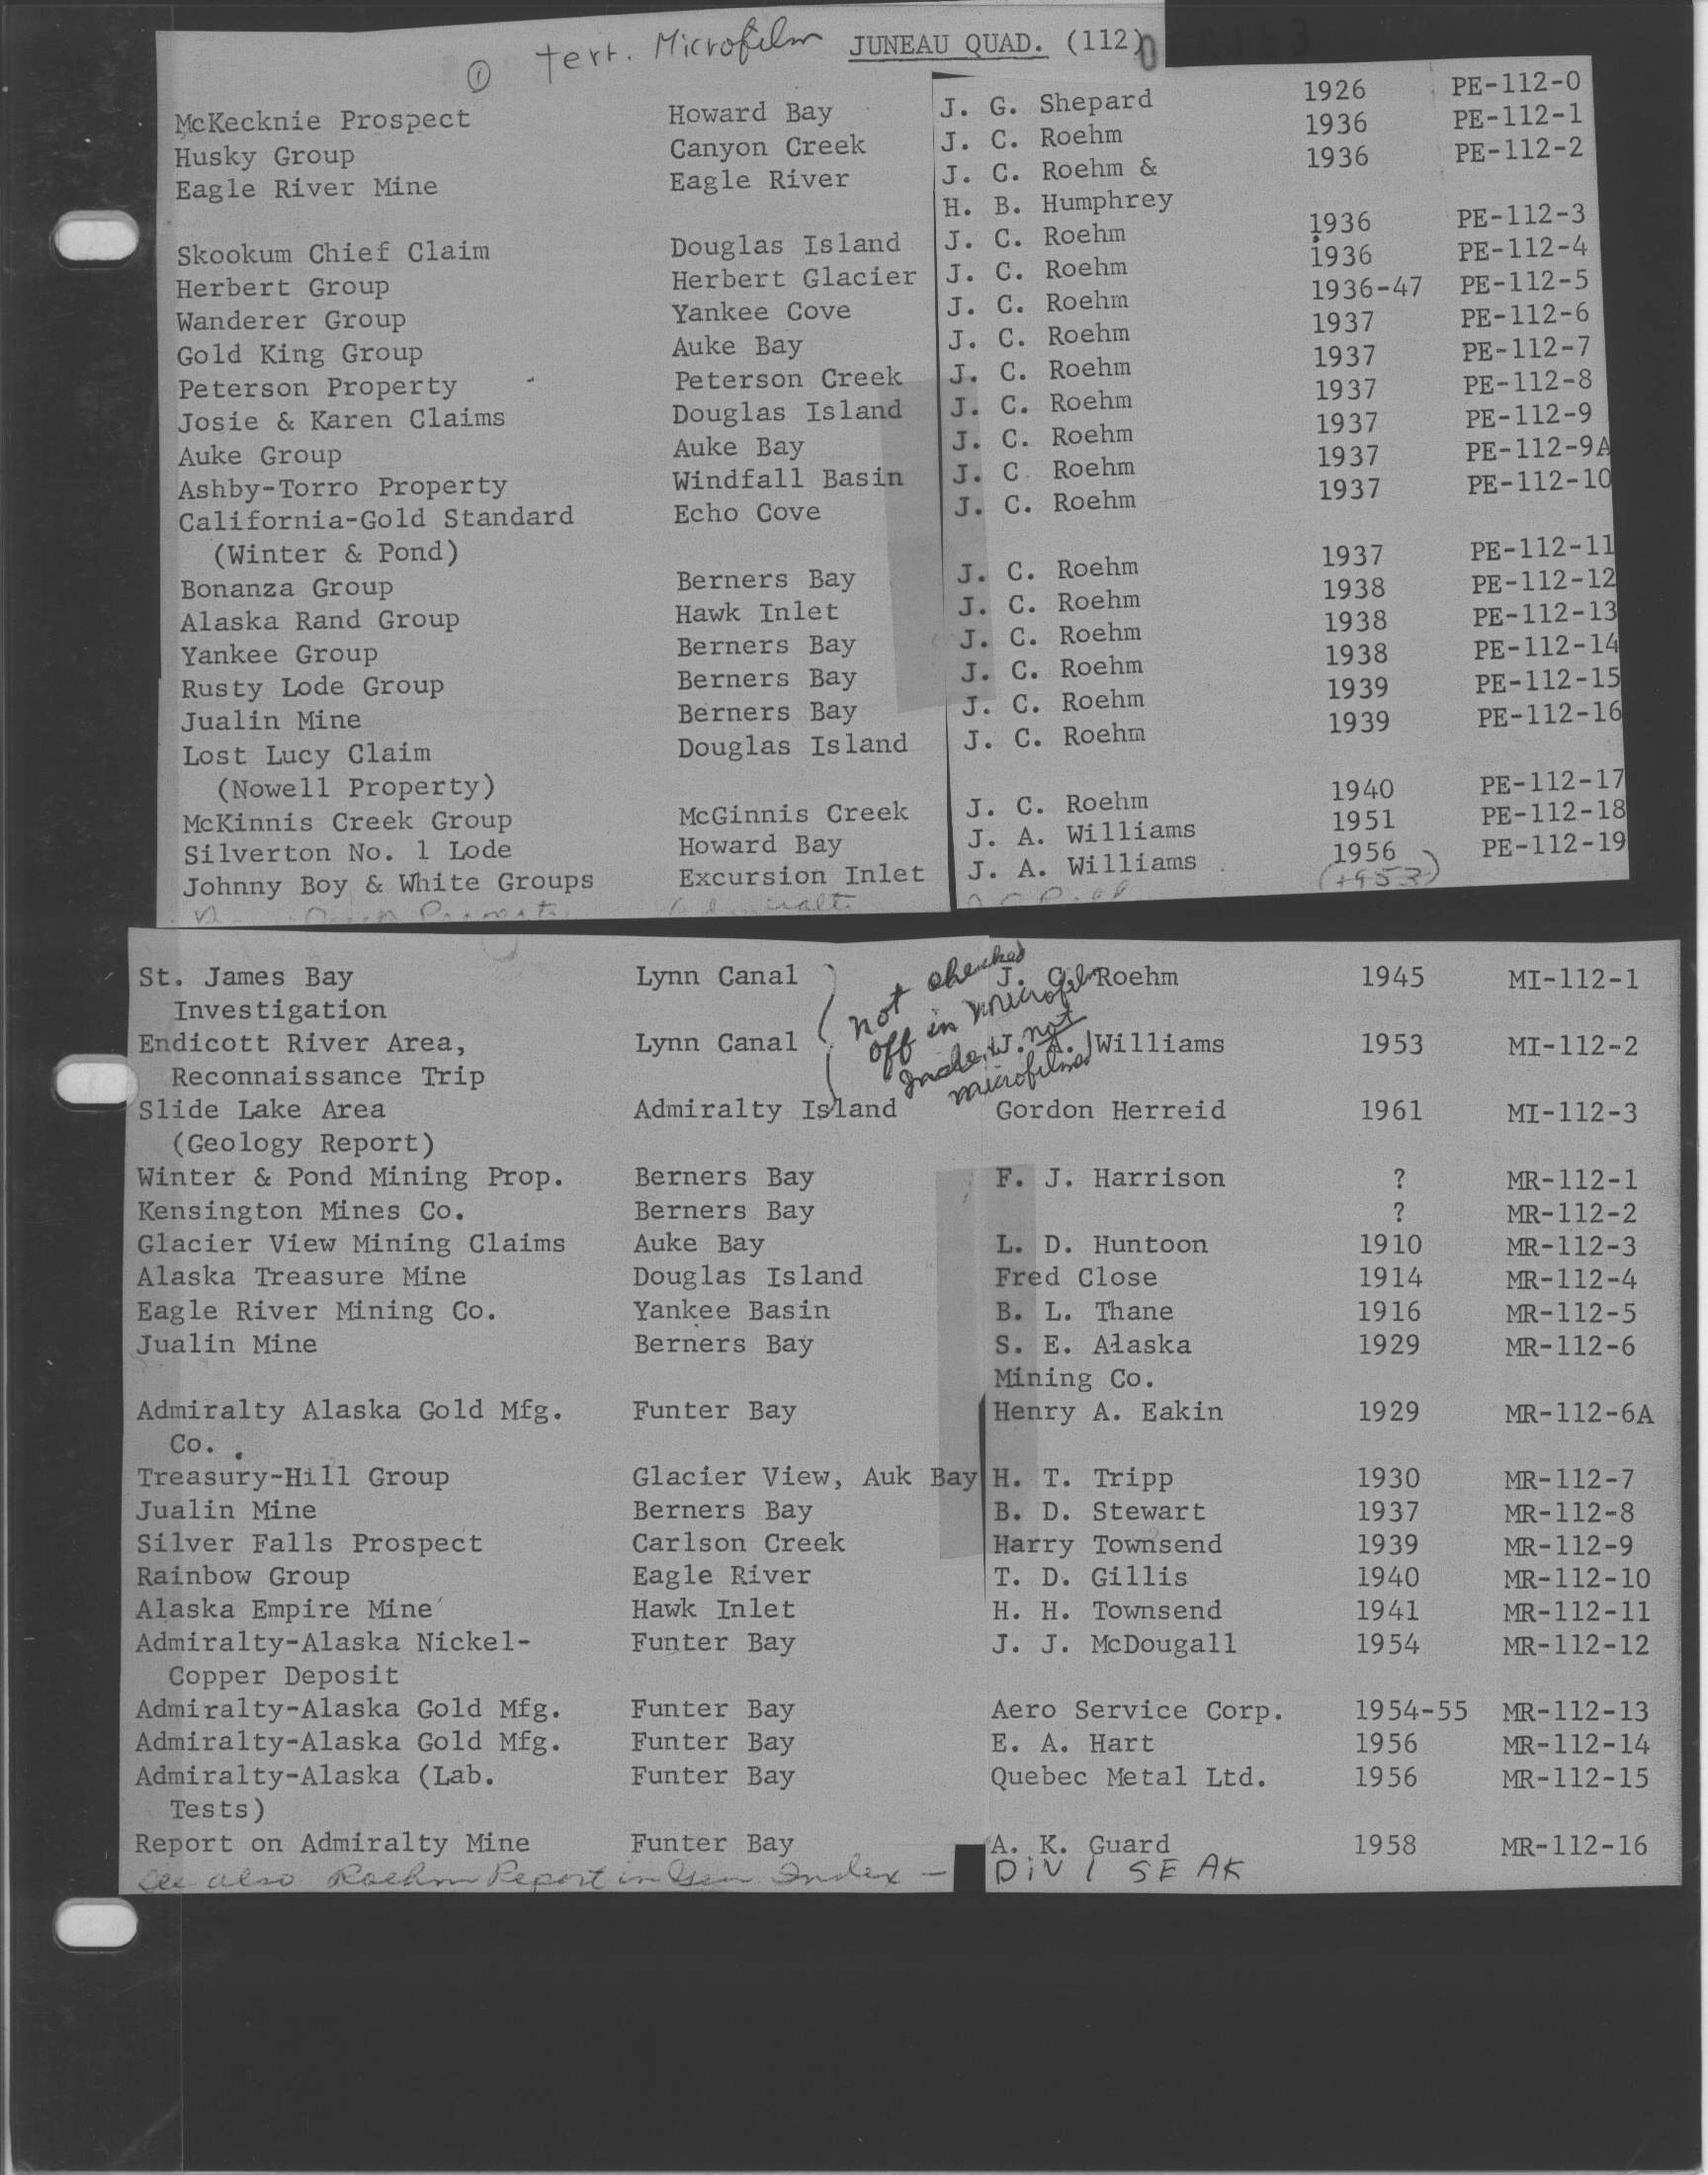 ① terr. Microfilm JUNEAU QUAD. (112)
McKecknie Prospect Howard Bay J. G. Shepard 1926 PE-112-0
Husky Group Canyon Creek J. C. Roehm 1936 PE-112-1
Eagle River Mine Eagle River J. C. Roehm & 1936 PE-112-2
H. B. Humphrey
Skookum Chief Claim Douglas Island J. C. Roehm 1936 PE-112-3
Herbert Group Herbert Glacier J. C. Roehm 1936 PE-112-4
Wanderer Group Yankee Cove J. C. Roehm 1936-47 PE-112-5
Gold King Group Auke Bay J. C. Roehm 1937 PE-112-6
Peterson Property Peterson Creek J. C. Roehm 1937 PE-112-7
Josie & Karen Claims Douglas Island J. C. Roehm 1937 PE-112-8
Auke Group Auke Bay J. C. Roehm 1937 PE-112-9
Ashby-Torro Property Windfall Basin J. C. Roehm 1937 PE-112-9A
California-Gold Standard Echo Cove J. C. Roehm 1937 PE-112-10
(Winter & Pond)
Bonanza Group Berners Bay J. C. Roehm 1937 PE-112-11
Alaska Rand Group Hawk Inlet J. C. Roehm 1938 PE-112-12
Yankee Group Berners Bay J. C. Roehm 1938 PE-112-13
Rusty Lode Group Berners Bay J. C. Roehm 1938 PE-112-14
Jualin Mine Berners Bay J. C. Roehm 1939 PE-112-15
Lost Lucy Claim Douglas Island J. C. Roehm 1939 PE-112-16
(Nowell Property)
McKinnis Creek Group McGinnis Creek J. C. Roehm 1940 PE-112-17
Silverton No. 1 Lode Howard Bay J. A. Williams 1951 PE-112-18
Johnny Boy & White Groups Excursion Inlet J. A. Williams 1956 PE-112-19
(1953)
St. James Bay Lynn Canal J. C. Roehm 1945 MI-112-1
Investigation
Endicott River Area, Lynn Canal J. A. Williams 1953 MI-112-2
Reconnaissance Trip
not checked
off in microfilm
Index, not
microfilmed
Slide Lake Area Admiralty Island Gordon Herreid 1961 MI-112-3
(Geology Report)
Winter & Pond Mining Prop. Berners Bay F. J. Harrison ? MR-112-1
Kensington Mines Co. Berners Bay ? MR-112-2
Glacier View Mining Claims Auke Bay L. D. Huntoon 1910 MR-112-3
Alaska Treasure Mine Douglas Island Fred Close 1914 MR-112-4
Eagle River Mining Co. Yankee Basin B. L. Thane 1916 MR-112-5
Jualin Mine Berners Bay S. E. Alaska 1929 MR-112-6
Mining Co.
Admiralty Alaska Gold Mfg. Funter Bay Henry A. Eakin 1929 MR-112-6A
Co.
Treasury-Hill Group Glacier View, Auk Bay H. T. Tripp 1930 MR-112-7
Jualin Mine Berners Bay B. D. Stewart 1937 MR-112-8
Silver Falls Prospect Carlson Creek Harry Townsend 1939 MR-112-9
Rainbow Group Eagle River T. D. Gillis 1940 MR-112-10
Alaska Empire Mine Hawk Inlet H. H. Townsend 1941 MR-112-11
Admiralty-Alaska Nickel- Funter Bay J. J. McDougall 1954 MR-112-12
Copper Deposit
Admiralty-Alaska Gold Mfg. Funter Bay Aero Service Corp. 1954-55 MR-112-13
Admiralty-Alaska Gold Mfg. Funter Bay E. A. Hart 1956 MR-112-14
Admiralty-Alaska (Lab. Funter Bay Quebec Metal Ltd. 1956 MR-112-15
Tests)
Report on Admiralty Mine Funter Bay A. K. Guard 1958 MR-112-16
See also Roehm Report in Gen Index - DIV 1 SE AK